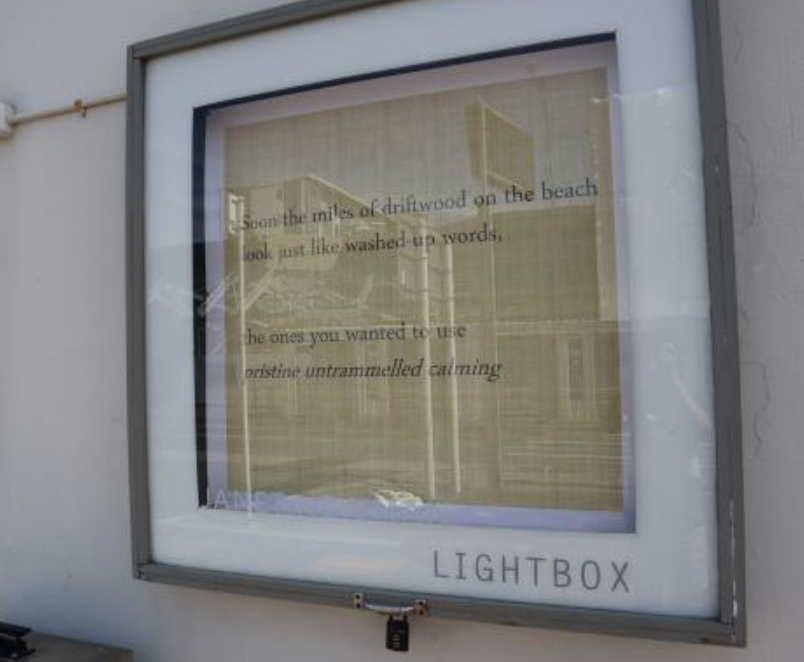 Soon the miles of driftwood on the beach
look just like washed-up words,
the ones you wanted to use
pristine untrammelled calming
JANE
LIGHTBOX